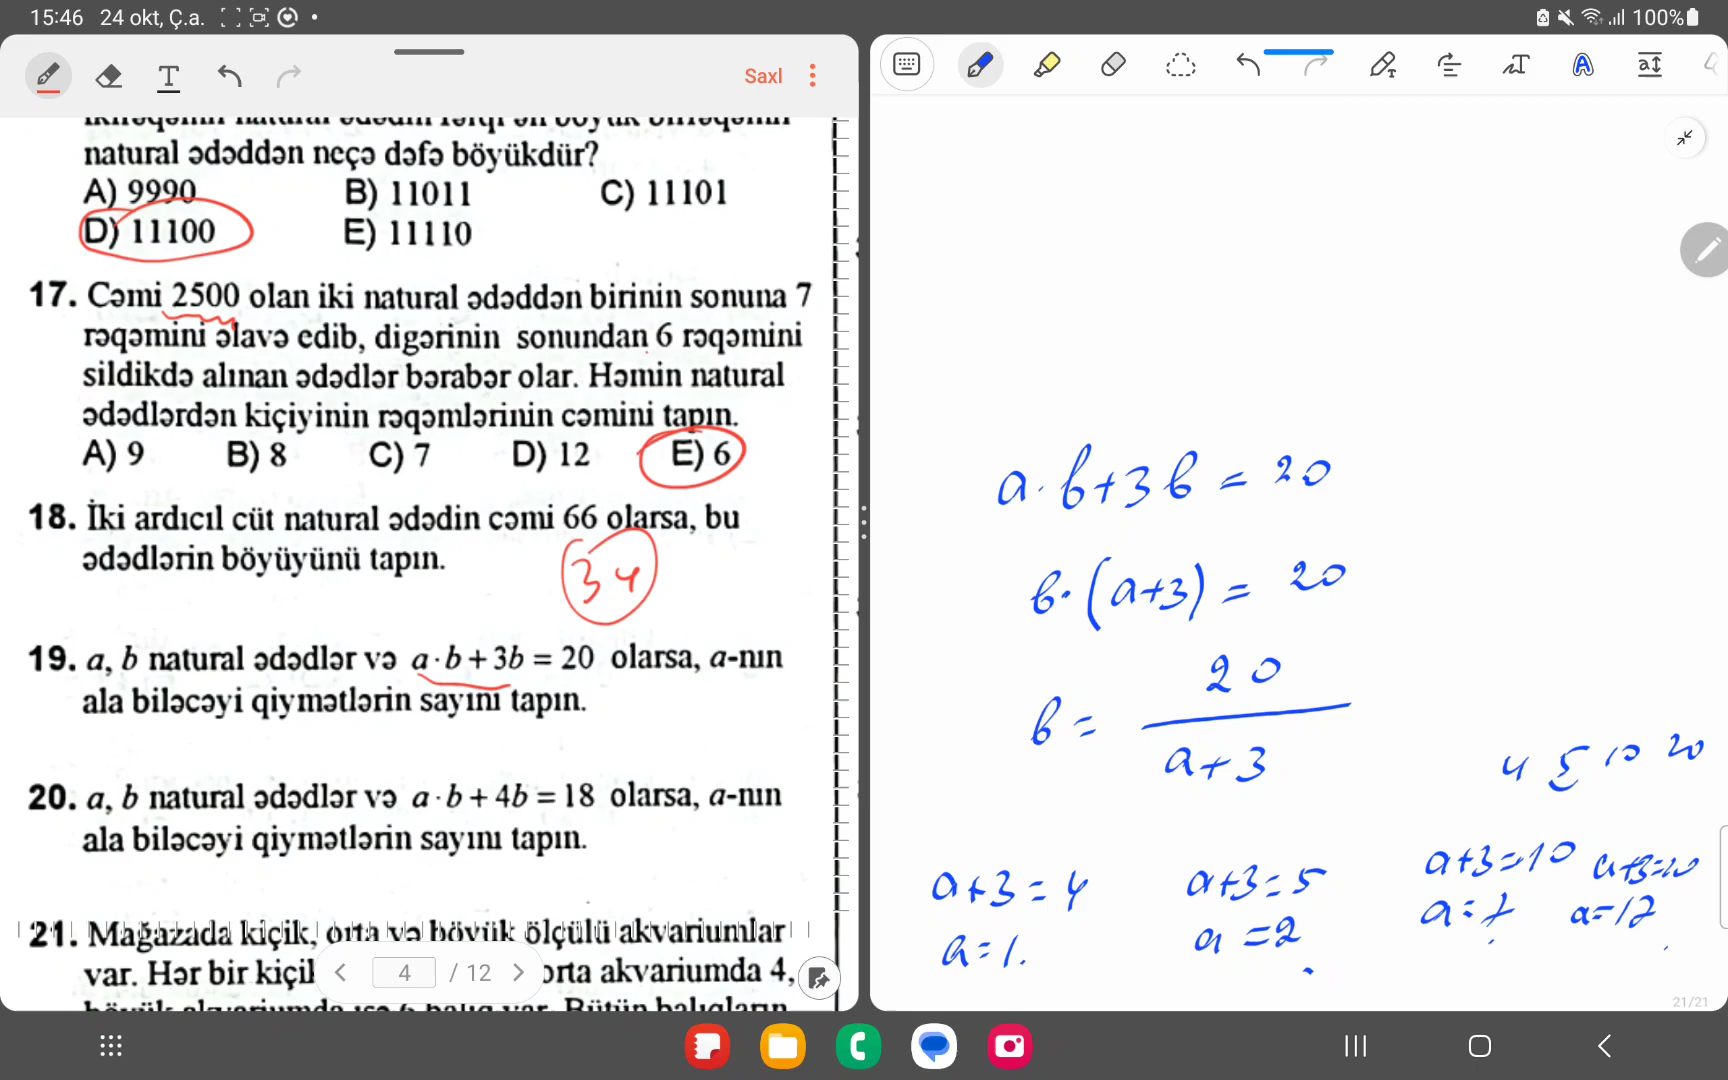 15:46 24 okt, Ç.a.
100%
Saxl
natural ədəddən neçə dəfə böyükdür?
A) 9990 B) 11011 C) 11101
D) 11100 E) 11110
17. Cəmi 2500 olan iki natural ədəddən birinin sonuna 7
rəqəmini əlavə edib, digərinin sonundan 6 rəqəmini
sildikdə alınan ədədlər bərabər olar. Həmin natural
ədədlərdən kiçiyinin rəqəmlərinin cəmini tapın.
A) 9 B) 8 C) 7 D) 12 E) 6
18. İki ardıcıl cüt natural ədədin cəmi 66 olarsa, bu
ədədlərin böyüyünü tapın.
34
19. a, b natural ədədlər və a · b + 3b = 20 olarsa, a-nın
ala biləcəyi qiymətlərin sayını tapın.
20. a, b natural ədədlər və a · b + 4b = 18 olarsa, a-nın
ala biləcəyi qiymətlərin sayını tapın.
21. Mağazada kiçik, orta və böyük ölçülü akvariumlar
var. Hər bir kiçik orta akvariumda 4,
4 / 12
a · b + 3b = 20
b · (a+3) = 20
b = 20
a+3
4 5 10 20
a+3=4 a+3=5 a+3=10 a+3=20
a=1. a=2 a=7 a=17
21/21